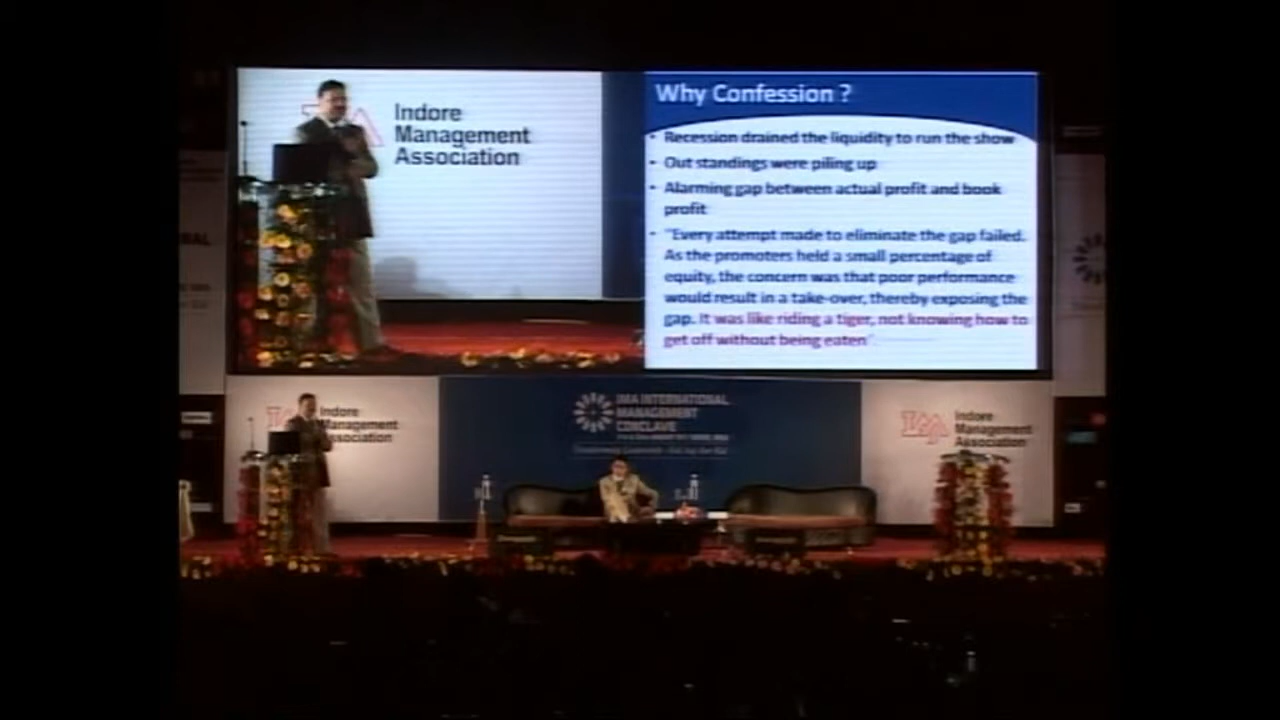 Indore
Management
Association
Why Confession ?
• Recession drained the liquidity to run the show
• Out standings were piling up
• Alarming gap between actual profit and book
profit
• "Every attempt made to eliminate the gap failed.
As the promoters held a small percentage of
equity, the concern was that poor performance
would result in a take-over, thereby exposing the
gap. It was like riding a tiger, not knowing how to
get off without being eaten".
Indore
Management
Association
IMA INTERNATIONAL
MANAGEMENT
CONCLAVE
IMA
Indore
Management
Association